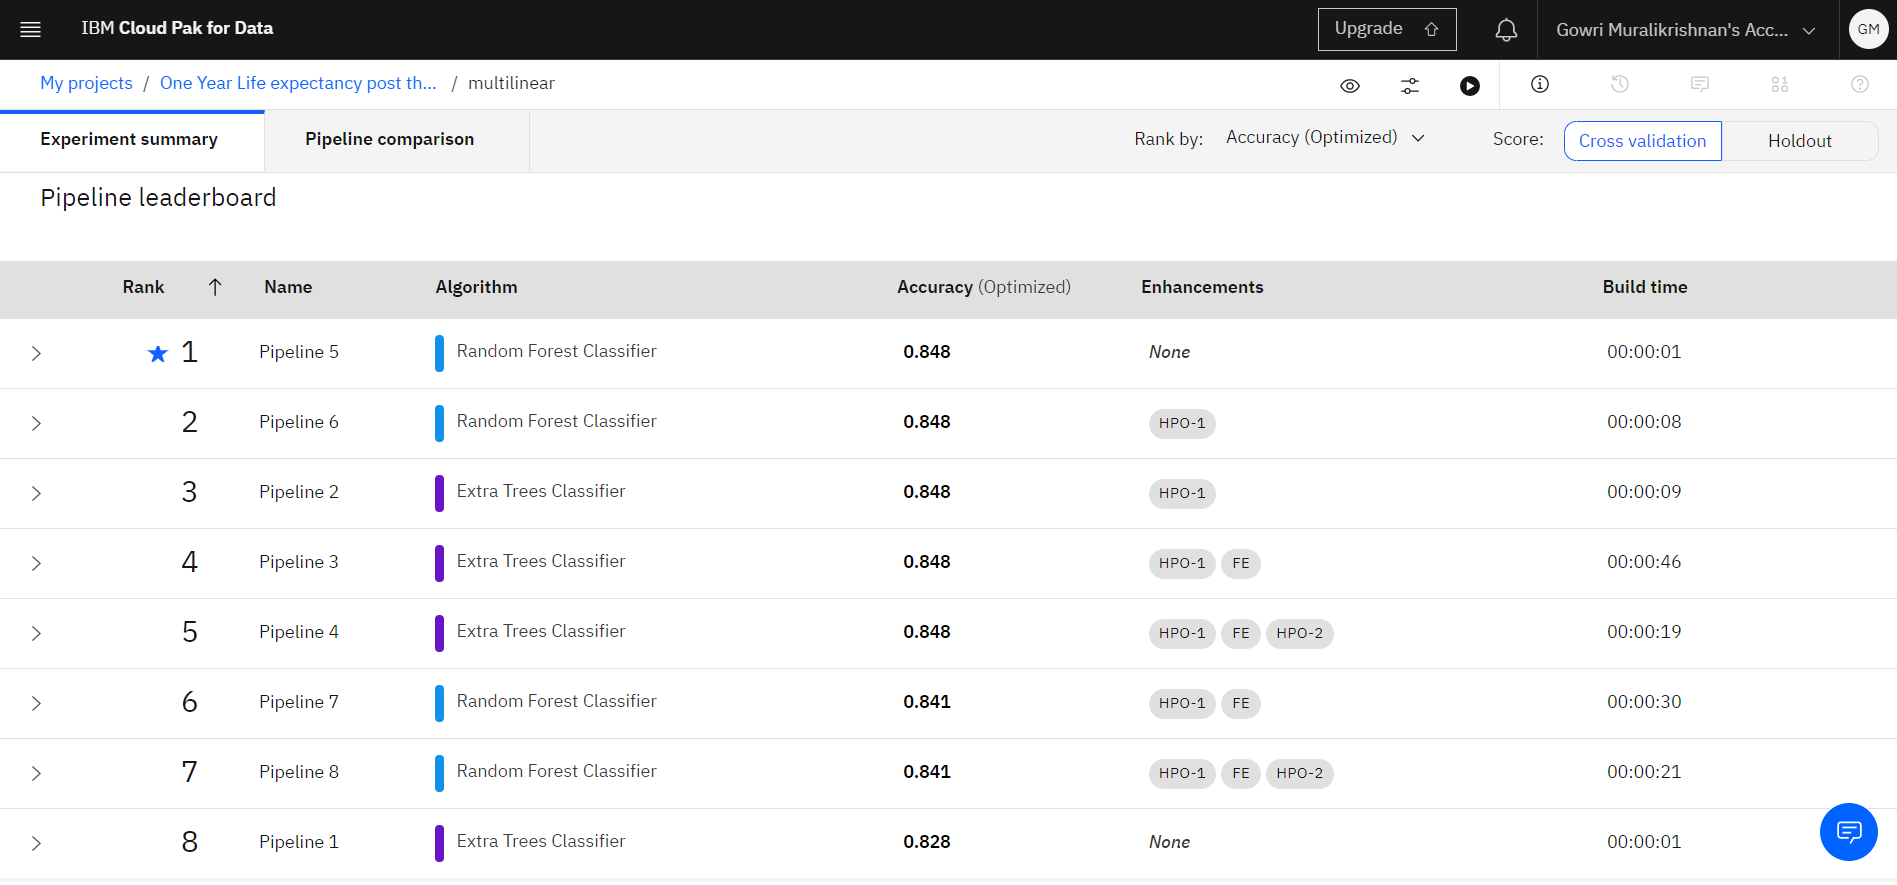 IBM Cloud Pak for Data
Upgrade
Gowri Muralikrishnan's Acc...
GM
My projects / One Year Life expectancy post th... / multilinear
Experiment summary
Pipeline comparison
Rank by: Accuracy (Optimized)
Score: Cross validation Holdout
Pipeline leaderboard
Rank Name Algorithm Accuracy (Optimized) Enhancements Build time
1 Pipeline 5 Random Forest Classifier 0.848 None 00:00:01
2 Pipeline 6 Random Forest Classifier 0.848 HPO-1 00:00:08
3 Pipeline 2 Extra Trees Classifier 0.848 HPO-1 00:00:09
4 Pipeline 3 Extra Trees Classifier 0.848 HPO-1 FE 00:00:46
5 Pipeline 4 Extra Trees Classifier 0.848 HPO-1 FE HPO-2 00:00:19
6 Pipeline 7 Random Forest Classifier 0.841 HPO-1 FE 00:00:30
7 Pipeline 8 Random Forest Classifier 0.841 HPO-1 FE HPO-2 00:00:21
8 Pipeline 1 Extra Trees Classifier 0.828 None 00:00:01